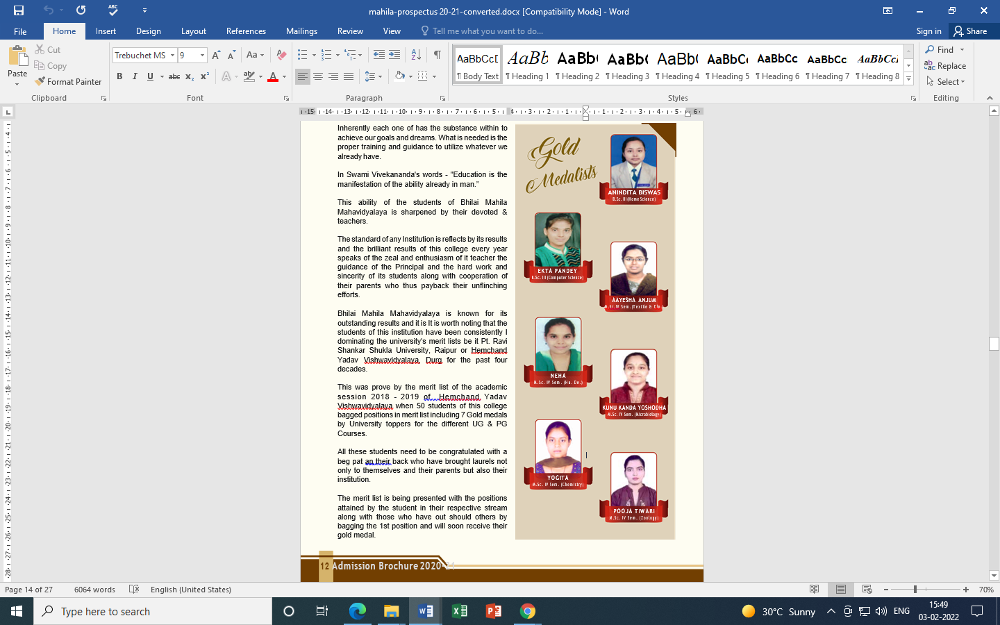 mahila-prospectus 20-21-converted.docx [Compatibility Mode] - Word
File Home Insert Design Layout References Mailings Review View Tell me what you want to do... Sign in Share
Paste
Cut
Copy
Format Painter
Clipboard
Trebuchet MS 9
Font
Paragraph
AaBbCcD ¶ Body Text
AaBb ¶ Heading 1
AaBb( ¶ Heading 2
AaBb( ¶ Heading 3
AaBb( ¶ Heading 4
AaBbCc ¶ Heading 5
AaBbCc ¶ Heading 6
AaBbCc ¶ Heading 7
AaBbCcI ¶ Heading 8
Styles
Find
Replace
Select
Editing
Inherently each one of has the substance within to
achieve our goals and dreams. What is needed is the
proper training and guidance to utilize whatever we
already have.
In Swami Vivekananda's words - "Education is the
manifestation of the ability already in man."
This ability of the students of Bhilai Mahila
Mahavidyalaya is sharpened by their devoted &
teachers.
The standard of any Institution is reflects by its results
and the brilliant results of this college every year
speaks of the zeal and enthusiasm of it teacher the
guidance of the Principal and the hard work and
sincerity of its students along with cooperation of
their parents who thus payback their unflinching
efforts.
Bhilai Mahila Mahavidyalaya is known for its
outstanding results and it is It is worth noting that the
students of this institution have been consistently I
dominating the university's merit lists be it Pt. Ravi
Shankar Shukla University, Raipur or Hemchand
Yadav Vishwavidyalaya, Durg for the past four
decades.
This was prove by the merit list of the academic
session 2018 - 2019 of Hemchand Yadav
Vishwavidyalaya when 50 students of this college
bagged positions in merit list including 7 Gold medals
by University toppers for the different UG & PG
Courses.
All these students need to be congratulated with a
beg pat an their back who have brought laurels not
only to themselves and their parents but also their
institution.
The merit list is being presented with the positions
attained by the student in their respective stream
along with those who have out should others by
bagging the 1st position and will soon receive their
gold medal.
Gold
Medalists
ANINDITA BISWAS
B.Sc. III (Home Science)
EKTA PANDEY
B.Sc. III (Computer Science)
AAYESHA ANJUM
M.Sc. IV Sem. (Textile & Clo.)
NEHA
M.Sc. IV Sem. (Hu. De.)
KUNU KANDA YOSHODHA
M.Sc. IV Sem. (Microbiology)
YOGITA
M.Sc. IV Sem. (Chemistry)
POOJA TIWARI
M.Sc. IV Sem. (Zoology)
12 Admission Brochure 2020-21
Page 14 of 27 6064 words English (United States) 70%
Type here to search
30°C Sunny
ENG
15:49
03-02-2022